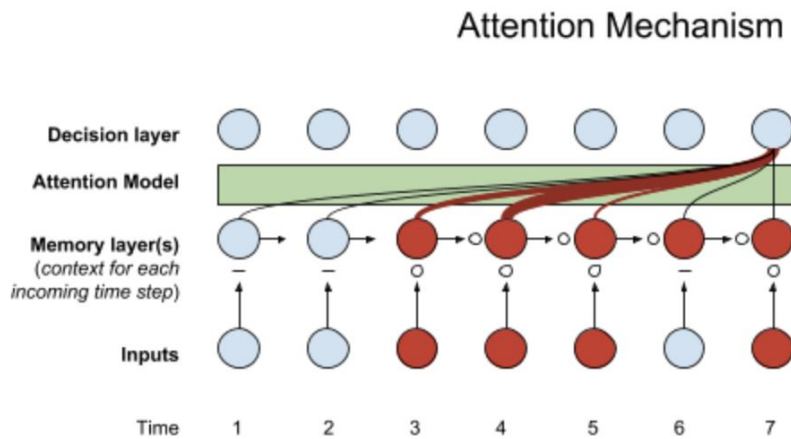 Attention Mechanism
Decision layer
Attention Model
Memory layer(s)
(context for each
incoming time step)
Inputs
Time 1 2 3 4 5 6 7